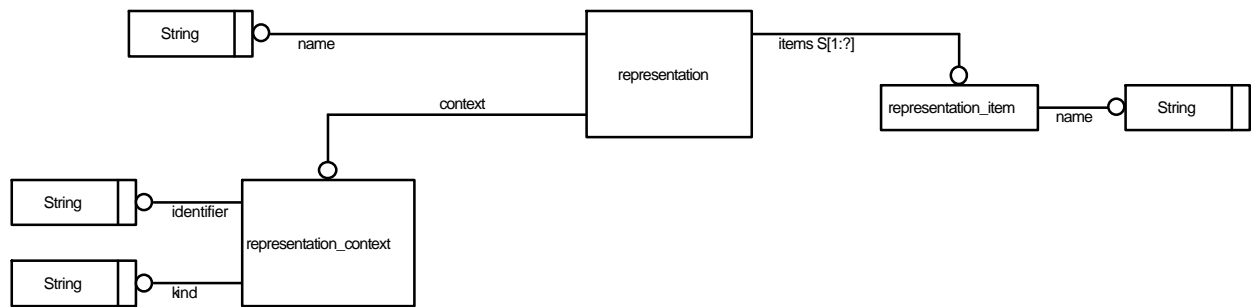 String
name
representation
items S[1:?]
context
representation_item
name
String
String
identifier
representation_context
String
kind